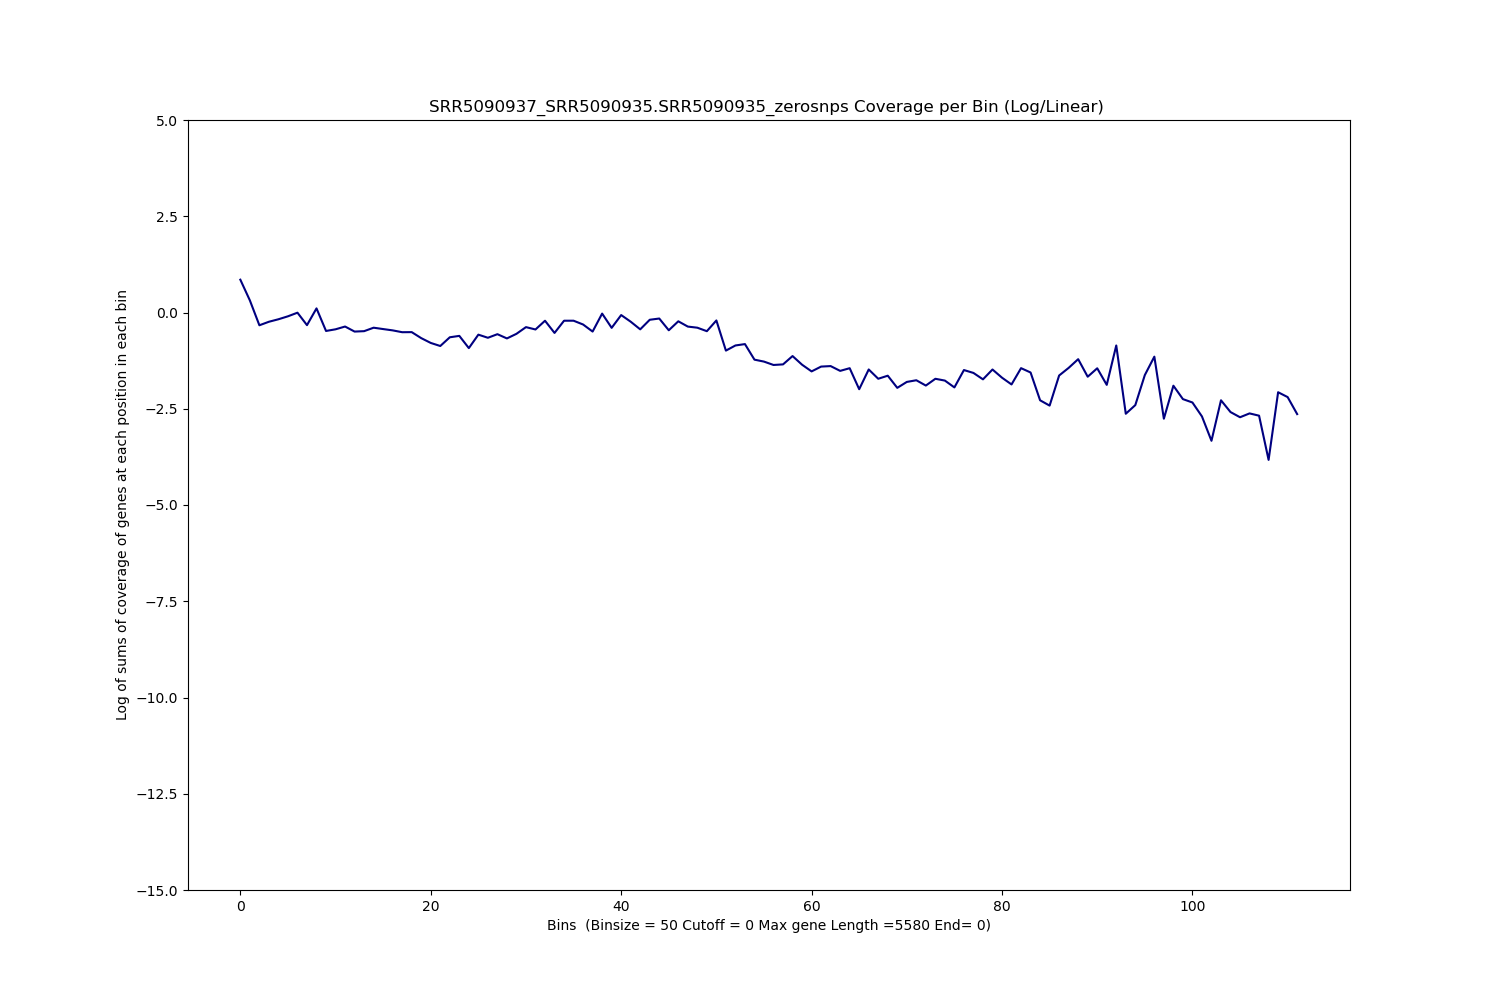 SRR5090937_SRR5090935.SRR5090935_zerosnps Coverage per Bin (Log/Linear)
Log of sums of coverage of genes at each position in each bin
5.0
2.5
0.0
−2.5
−5.0
−7.5
−10.0
−12.5
−15.0
0 20 40 60 80 100
Bins  (Binsize = 50 Cutoff = 0 Max gene Length =5580 End= 0)